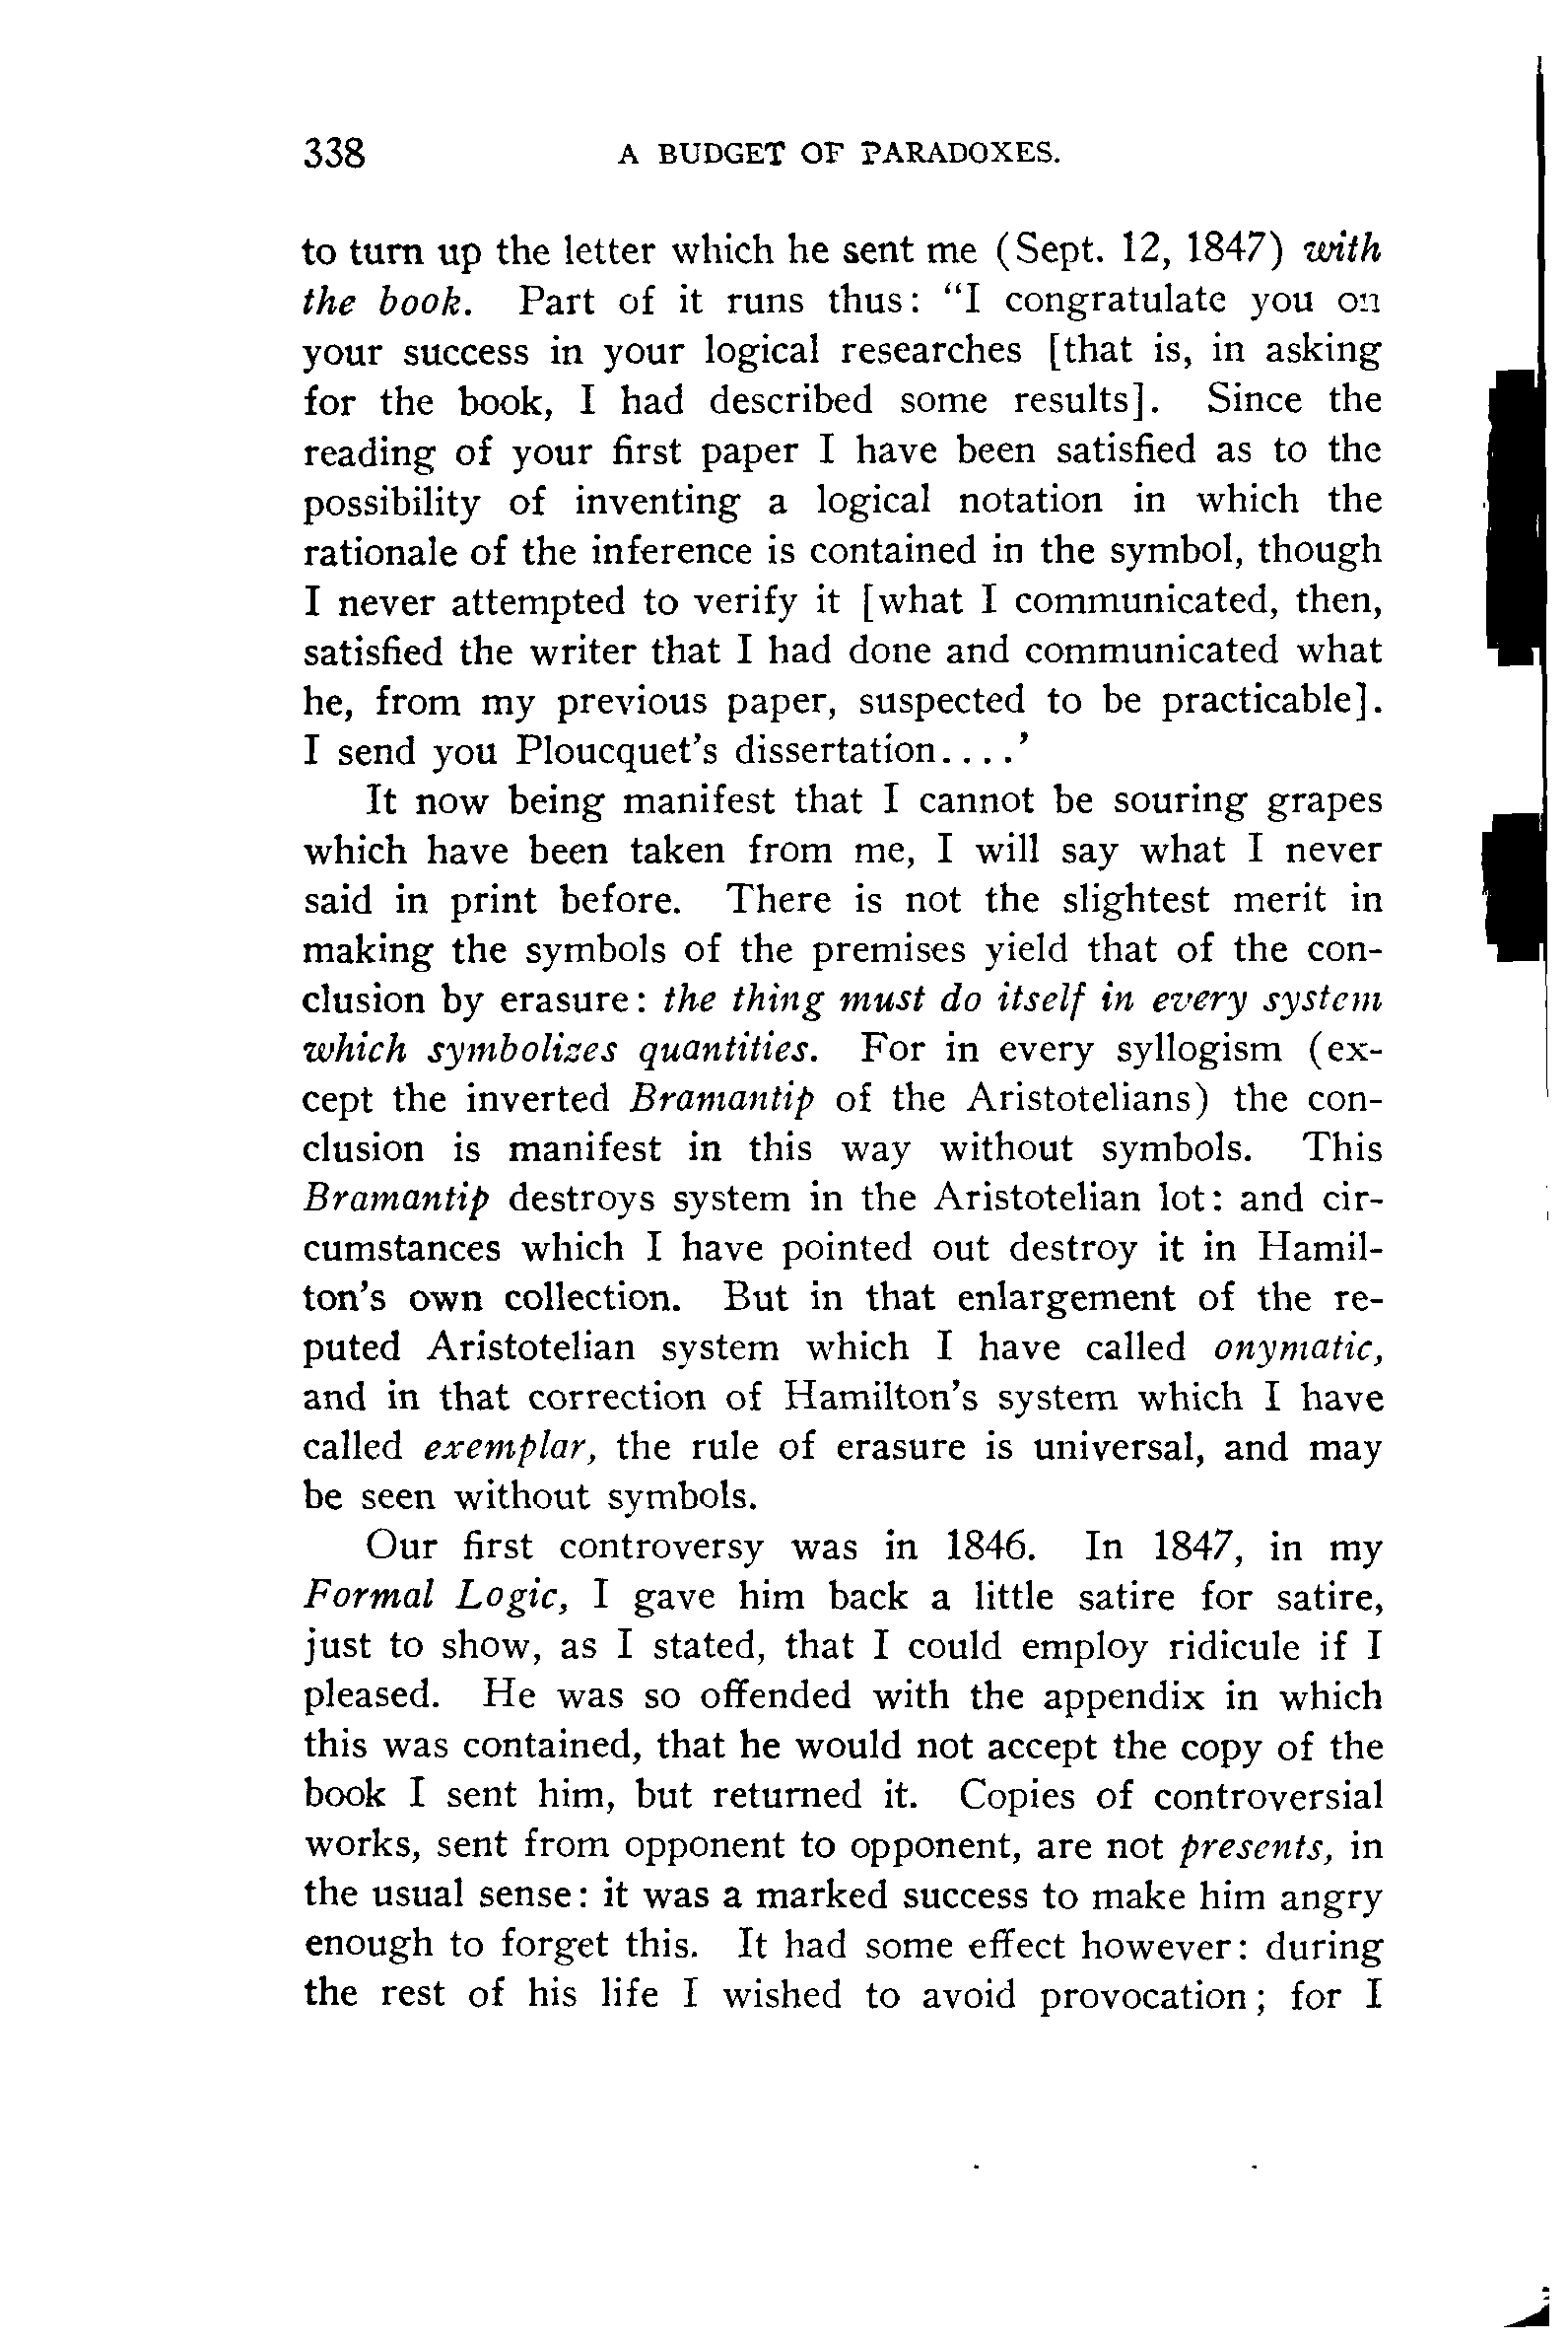 338 A BUDGET OF PARADOXES.
to turn up the letter which he sent me (Sept. 12, 1847) with
the book. Part of it runs thus: “I congratulate you on
your success in your logical researches [that is, in asking
for the book, I had described some results]. Since the
reading of your first paper I have been satisfied as to the
possibility of inventing a logical notation in which the
rationale of the inference is contained in the symbol, though
I never attempted to verify it [what I communicated, then,
satisfied the writer that I had done and communicated what
he, from my previous paper, suspected to be practicable].
I send you Ploucquet’s dissertation....’
It now being manifest that I cannot be souring grapes
which have been taken from me, I will say what I never
said in print before. There is not the slightest merit in
making the symbols of the premises yield that of the con-
clusion by erasure: the thing must do itself in every system
which symbolizes quantities. For in every syllogism (ex-
cept the inverted Bramantip of the Aristotelians) the con-
clusion is manifest in this way without symbols. This
Bramantip destroys system in the Aristotelian lot: and cir-
cumstances which I have pointed out destroy it in Hamil-
ton’s own collection. But in that enlargement of the re-
puted Aristotelian system which I have called onymatic,
and in that correction of Hamilton’s system which I have
called exemplar, the rule of erasure is universal, and may
be seen without symbols.
Our first controversy was in 1846. In 1847, in my
Formal Logic, I gave him back a little satire for satire,
just to show, as I stated, that I could employ ridicule if I
pleased. He was so offended with the appendix in which
this was contained, that he would not accept the copy of the
book I sent him, but returned it. Copies of controversial
works, sent from opponent to opponent, are not presents, in
the usual sense: it was a marked success to make him angry
enough to forget this. It had some effect however: during
the rest of his life I wished to avoid provocation; for I